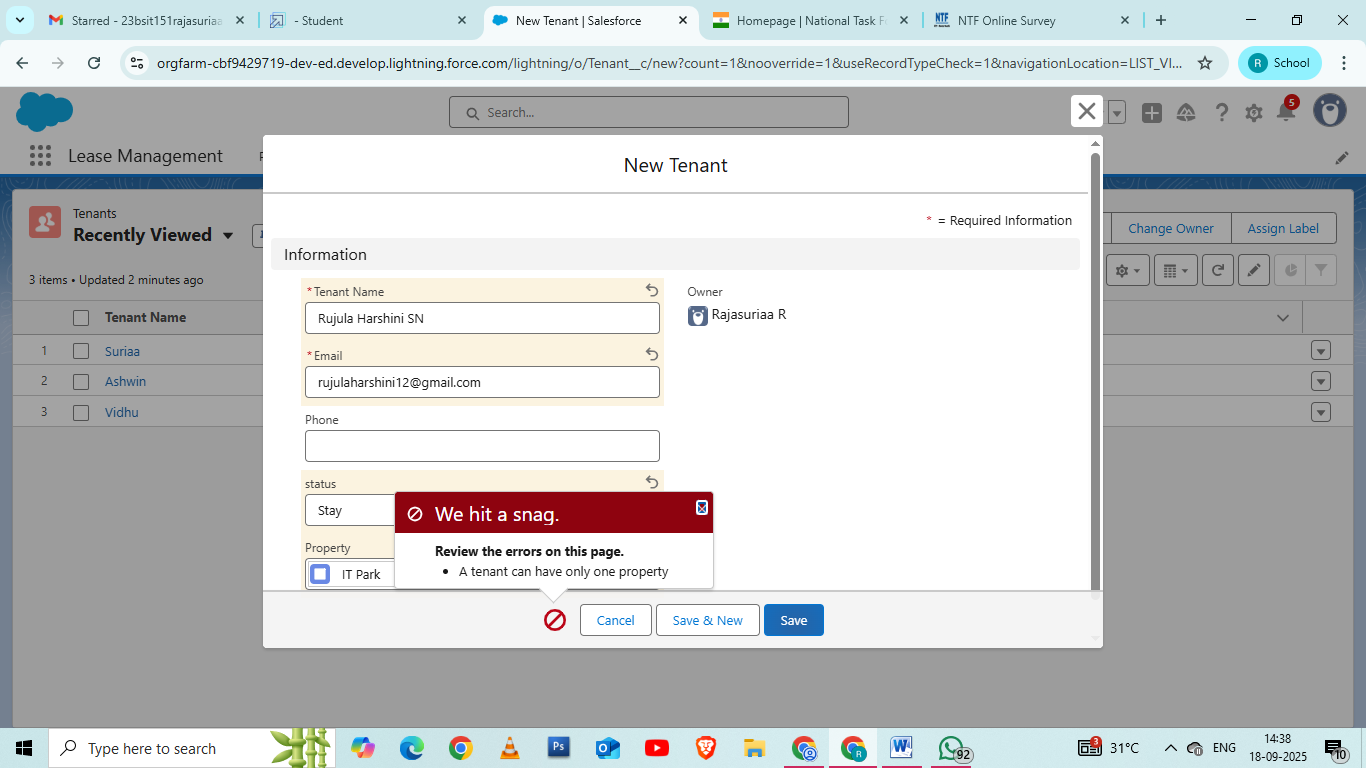 Starred - 23bsit151rajasuriaa
- Student
New Tenant | Salesforce
Homepage | National Task F
NTF
NTF Online Survey
orgfarm-cbf9429719-dev-ed.develop.lightning.force.com/lightning/o/Tenant__c/new?count=1&nooverride=1&useRecordTypeCheck=1&navigationLocation=LIST_VI...
R
School
Search...
5
Lease Management
New Tenant
* = Required Information
Information
Tenants
Recently Viewed
Change Owner
Assign Label
3 items • Updated 2 minutes ago
Tenant Name
1
Suriaa
2
Ashwin
3
Vidhu
*Tenant Name
Rujula Harshini SN
Owner
Rajasuriaa R
*Email
rujulaharshini12@gmail.com
Phone
status
Stay
Property
IT Park
We hit a snag.
Review the errors on this page.
• A tenant can have only one property
Cancel
Save & New
Save
Type here to search
Ps
R
W
92
3
31°C
ENG
14:38
18-09-2025
10